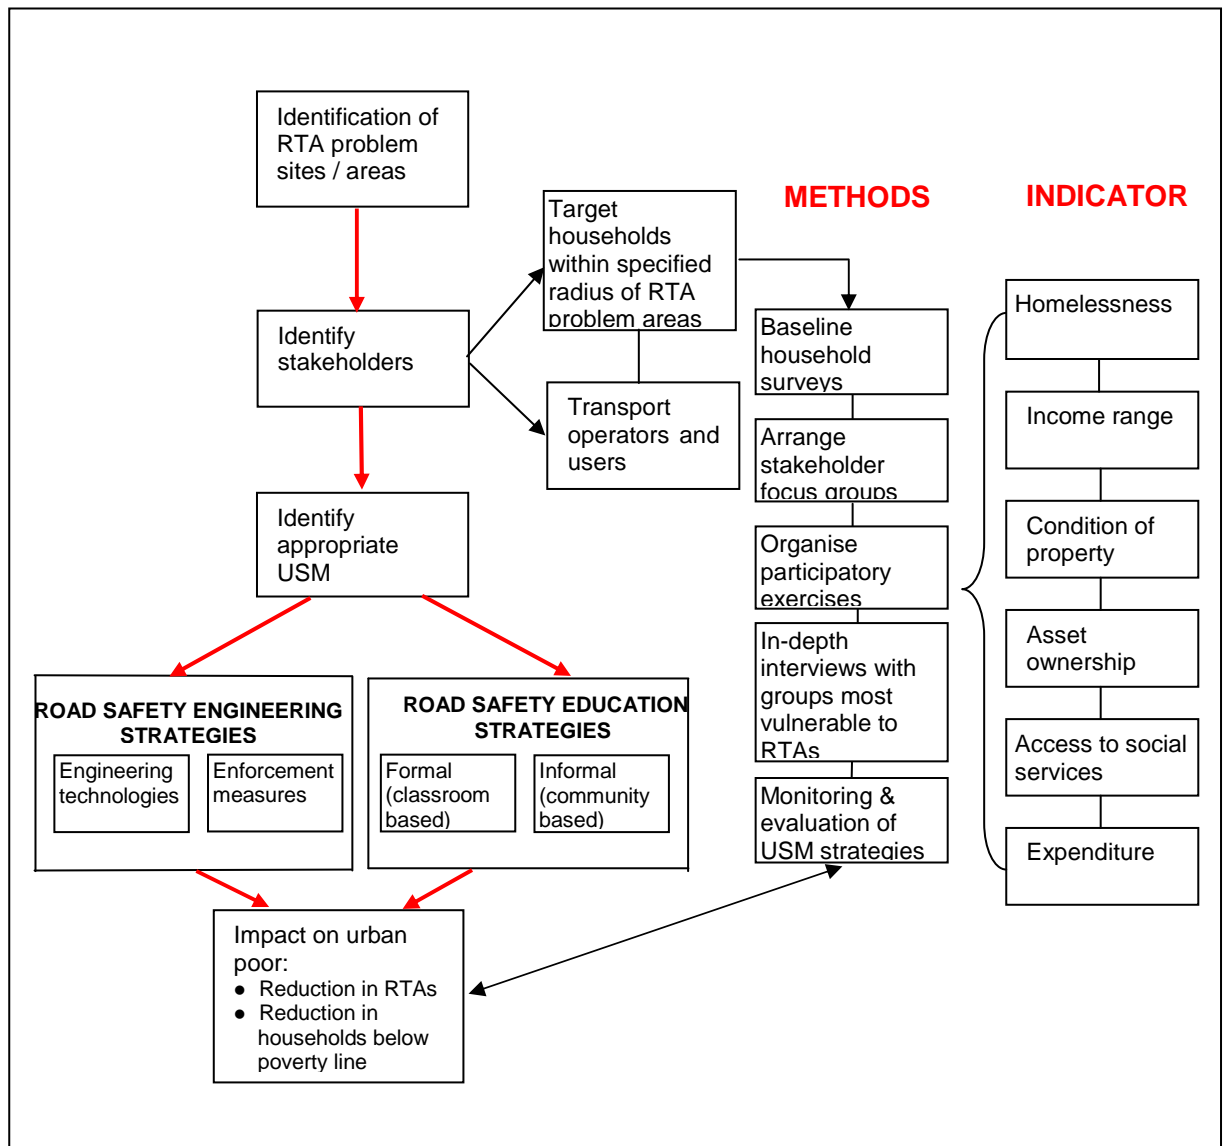 Identification of
RTA problem
sites / areas
Identify
stakeholders
Identify
appropriate
USM
Target
households
within specified
radius of RTA
problem areas
Transport
operators and
users
ROAD SAFETY ENGINEERING
STRATEGIES
Engineering
technologies
Enforcement
measures
ROAD SAFETY EDUCATION
STRATEGIES
Formal
(classroom
based)
Informal
(community
based)
Impact on urban
poor:
● Reduction in RTAs
● Reduction in
households below
poverty line
METHODS
Baseline
household
surveys
Arrange
stakeholder
focus groups
Organise
participatory
exercises
In-depth
interviews with
groups most
vulnerable to
RTAs
Monitoring &
evaluation of
USM strategies
INDICATOR
Homelessness
Income range
Condition of
property
Asset
ownership
Access to social
services
Expenditure